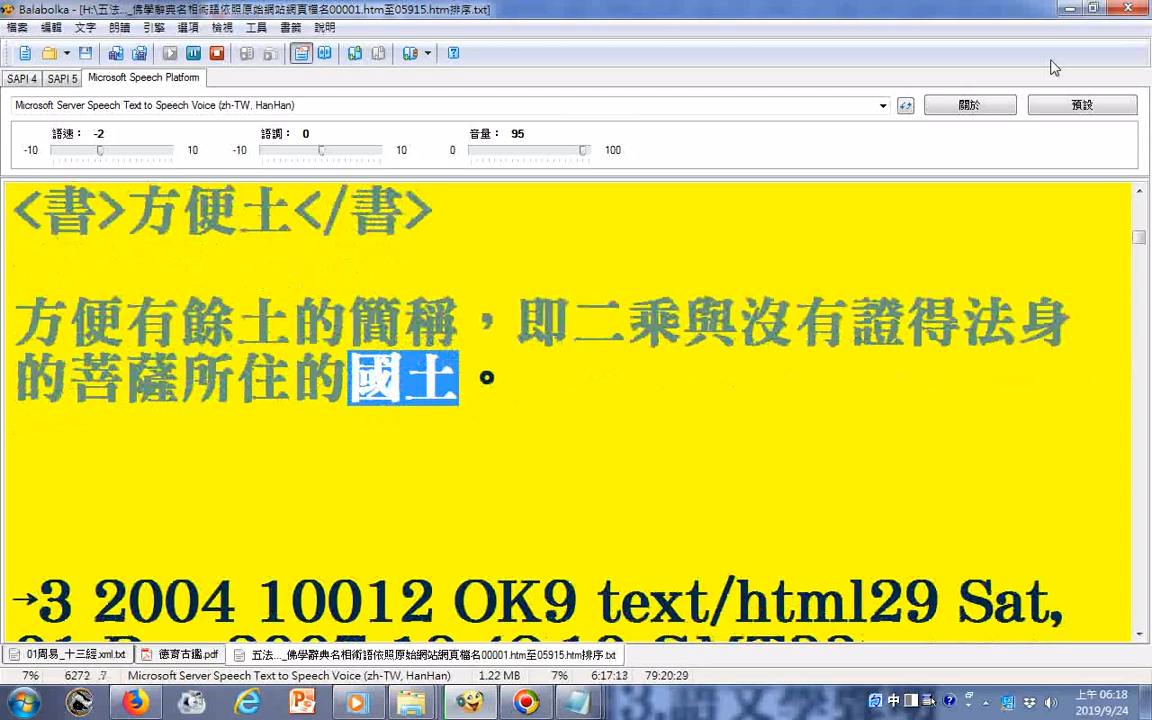 Balabolka - [H:\五法..._佛學辭典名相術語依照原始網站網頁檔名00001.htm至05915.htm排序.txt]
檔案 編輯 文字 朗讀 引擎 選項 檢視 工具 書籤 說明
SAPI 4 SAPI 5 Microsoft Speech Platform
Microsoft Server Speech Text to Speech Voice (zh-TW, HanHan) 關於 預設
語速： -2 語調： 0 音量： 95
-10 10 -10 10 0 100
<書>方便土</書>
方便有餘土的簡稱，即二乘與沒有證得法身
的菩薩所住的國土。
→3 2004 10012 OK9 text/html29 Sat,
01周易_十三經.xml.txt 德育古鑑.pdf 五法..._佛學辭典名相術語依照原始網站網頁檔名00001.htm至05915.htm排序.txt
7% 6272 .7 Microsoft Server Speech Text to Speech Voice (zh-TW, HanHan) 1.22 MB 7% 6:17:13 79:20:29
中 上午 06:18
2019/9/24